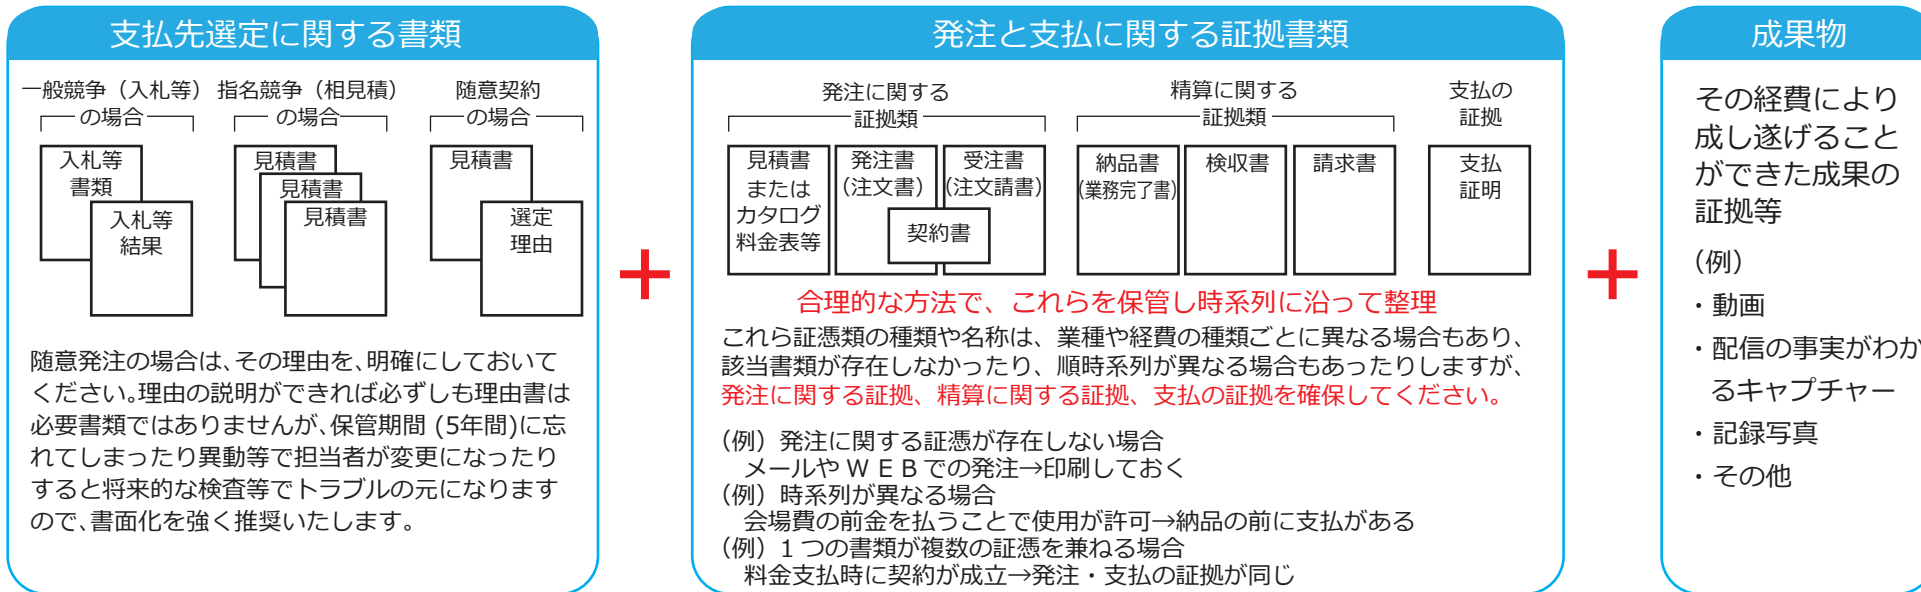 支払先選定に関する書類
一般競争（入札等）
の場合
指名競争（相見積）
の場合
随意契約
の場合
入札等
書類
入札等
結果
見積書
見積書
見積書
見積書
選定
理由
随意発注の場合は、その理由を、明確にしておいて
ください。理由の説明ができれば必ずしも理由書は
必要書類ではありませんが、保管期間 (5年間)に忘
れてしまったり異動等で担当者が変更になったり
すると将来的な検査等でトラブルの元になります
ので、書面化を強く推奨いたします。
+
発注と支払に関する証拠書類
発注に関する
証拠類
精算に関する
証拠類
支払の
証拠
見積書
または
カタログ
料金表等
発注書
(注文書)
受注書
(注文請書)
契約書
納品書
(業務完了書)
検収書
請求書
支払
証明
合理的な方法で、これらを保管し時系列に沿って整理
これら証憑類の種類や名称は、業種や経費の種類ごとに異なる場合もあり、
該当書類が存在しなかったり、順時系列が異なる場合もあったりしますが、
発注に関する証拠、精算に関する証拠、支払の証拠を確保してください。
（例）発注に関する証憑が存在しない場合
メールやＷＥＢでの発注→印刷しておく
（例）時系列が異なる場合
会場費の前金を払うことで使用が許可→納品の前に支払がある
（例）1 つの書類が複数の証憑を兼ねる場合
料金支払時に契約が成立→発注・支払の証拠が同じ
+
成果物
その経費により
成し遂げること
ができた成果の
証拠等
（例）
・動画
・配信の事実がわか
るキャプチャー
・記録写真
・その他